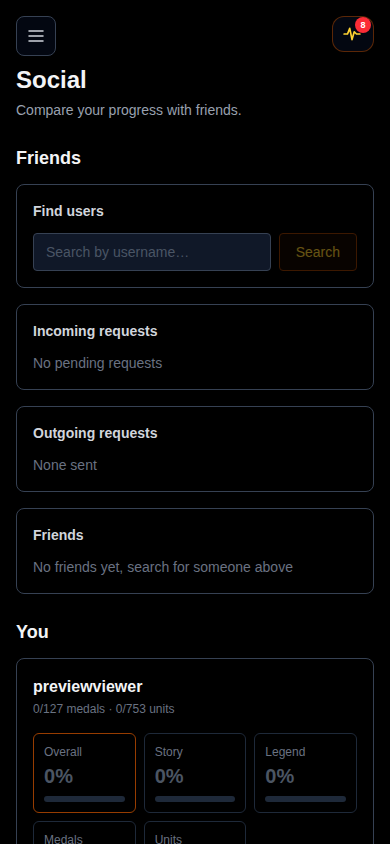 8
Social
Compare your progress with friends.
Friends
Find users
Search by username…
Search
Incoming requests
No pending requests
Outgoing requests
None sent
Friends
No friends yet, search for someone above
You
previewviewer
0/127 medals · 0/753 units
Overall
0%
Story
0%
Legend
0%
Medals
Units